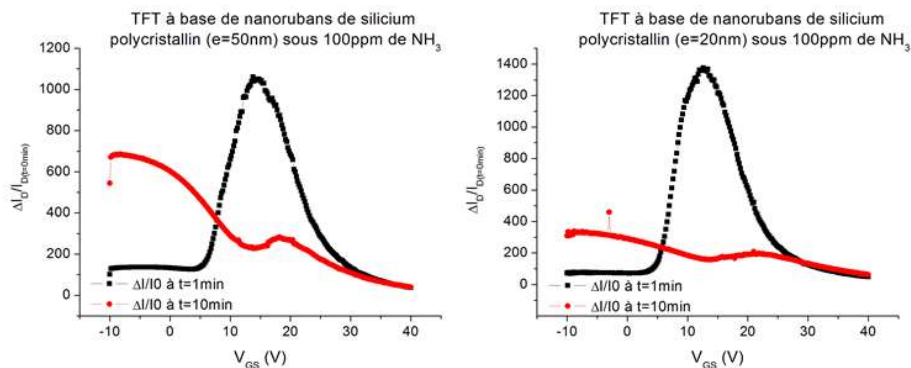 TFT à base de nanorubans de silicium
polycristallin (e=50nm) sous 100ppm de NH3
1200
1000
800
600
400
200
0
ΔID/ID(t=0min)
ΔI/I0 à t=1min
ΔI/I0 à t=10min
-10
0
10
20
30
40
VGS (V)
TFT à base de nanorubans de silicium
polycristallin (e=20nm) sous 100ppm de NH3
1400
1200
1000
800
600
400
200
0
ΔID/ID(t=0min)
ΔI/I0 à t=1min
ΔI/I0 à t=10min
-10
0
10
20
30
40
VGS (V)